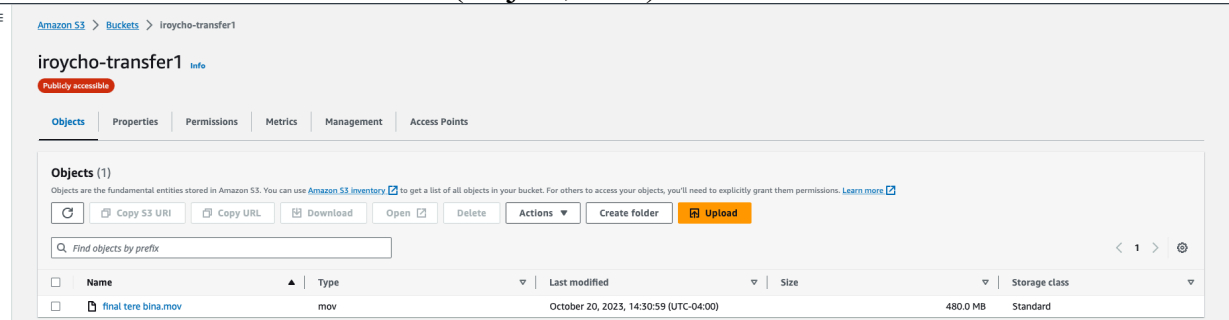 Amazon S3 > Buckets > iroycho-transfer1
iroycho-transfer1 Info
Publicly accessible
Objects Properties Permissions Metrics Management Access Points
Objects (1)
Objects are the fundamental entities stored in Amazon S3. You can use Amazon S3 inventory to get a list of all objects in your bucket. For others to access your objects, you'll need to explicitly grant them permissions. Learn more
Copy S3 URI Copy URL Download Open Delete Actions Create folder Upload
Find objects by prefix < 1 >
Name Type Last modified Size Storage class
final tere bina.mov mov October 20, 2023, 14:30:59 (UTC-04:00) 480.0 MB Standard